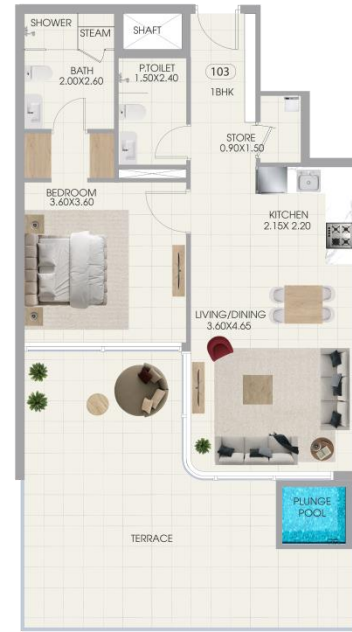 SHOWER
STEAM
SHAFT
BATH
2.00X2.60
P.TOILET
1.50X2.40
103
1BHK
STORE
0.90X1.50
BEDROOM
3.60X3.60
KITCHEN
2.15X 2.20
LIVING/DINING
3.60X4.65
PLUNGE
POOL
TERRACE